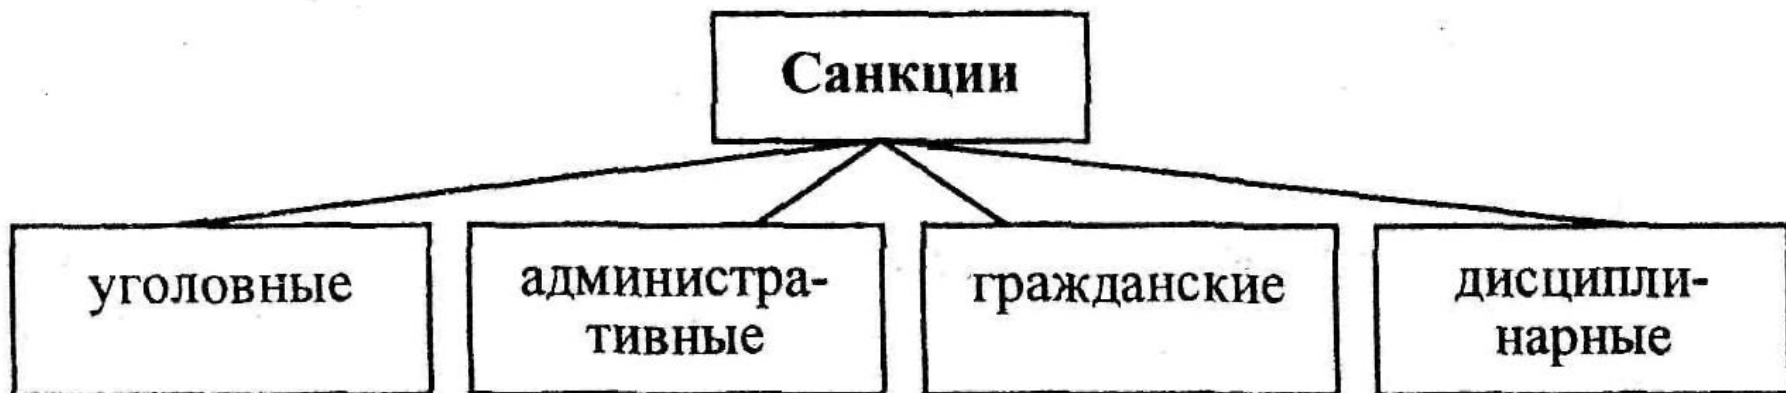 Санкции
уголовные
администра-
тивные
гражданские
дисципли-
нарные